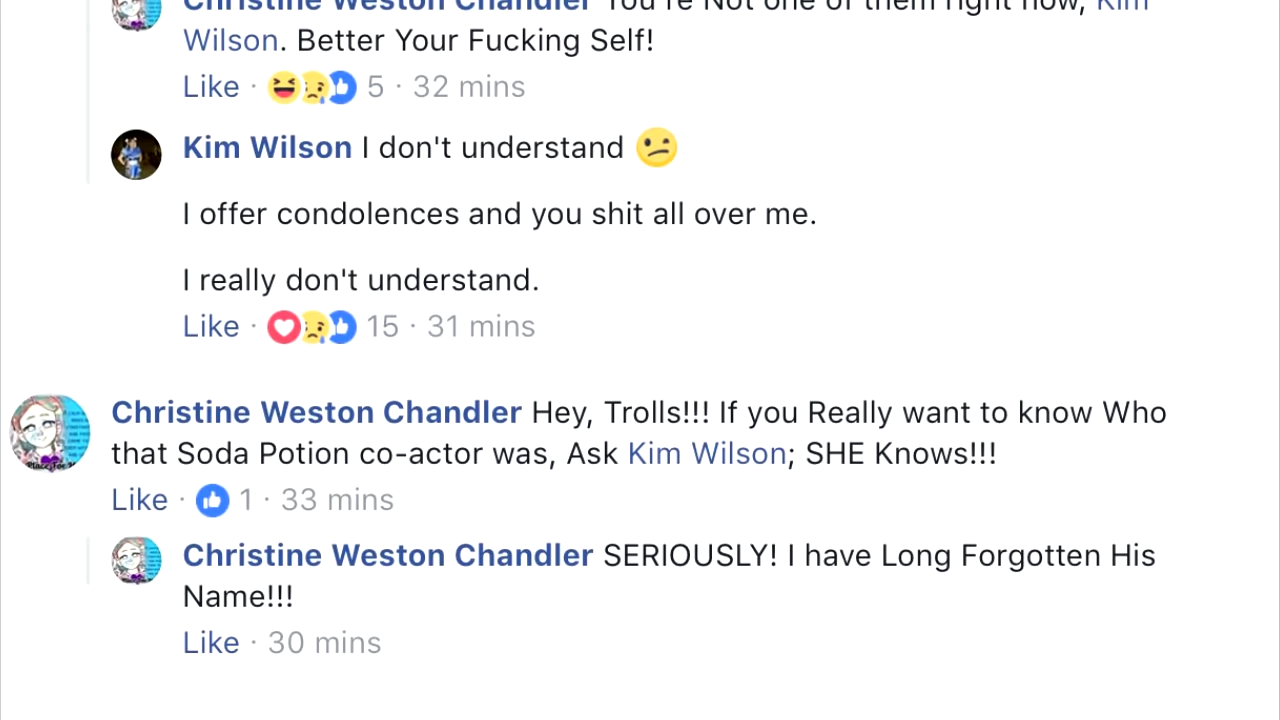 Christine Weston Chandler You're Not one of them right now, Kim
Wilson. Better Your Fucking Self!
Like · 5 · 32 mins
Kim Wilson I don't understand
I offer condolences and you shit all over me.
I really don't understand.
Like · 15 · 31 mins
Christine Weston Chandler Hey, Trolls!!! If you Really want to know Who
that Soda Potion co-actor was, Ask Kim Wilson; SHE Knows!!!
Like · 1 · 33 mins
Christine Weston Chandler SERIOUSLY! I have Long Forgotten His
Name!!!
Like · 30 mins